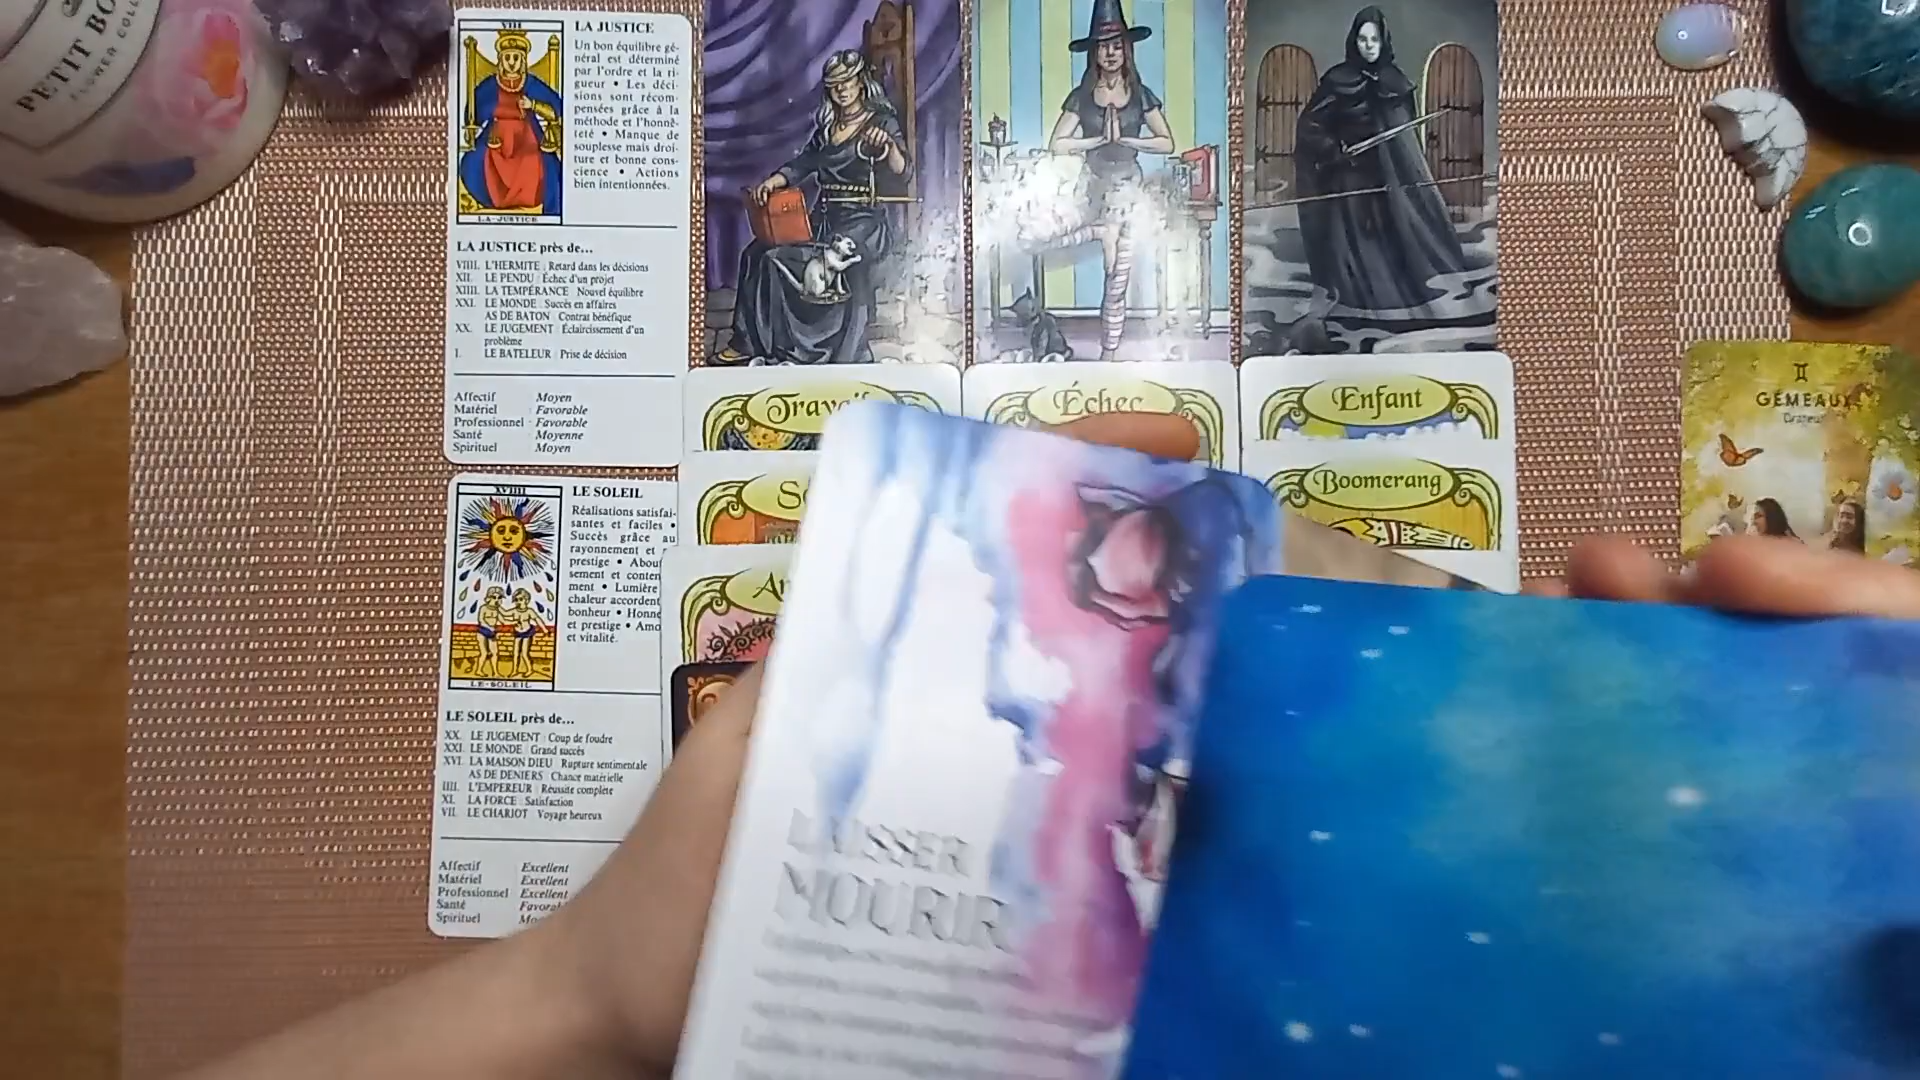 PETIT BO
FLOWER COLL
VIII
LA-JUSTICE
LA JUSTICE
Un bon équilibre gé-
néral est déterminé
par l'ordre et la ri-
gueur • Les déci-
sions sont récom-
pensées grâce à la
méthode et l'honnê-
teté • Manque de
souplesse mais droi-
ture et bonne cons-
cience • Actions
bien intentionnées.
LA JUSTICE près de...
VIIII. L'HERMITE : Retard dans les décisions
XII. LE PENDU : Échec d'un projet
XIIII. LA TEMPÉRANCE : Nouvel équilibre
XXI. LE MONDE : Succès en affaires
AS DE BATON : Contrat bénéfique
XX. LE JUGEMENT : Éclaircissement d'un
problème
I. LE BATELEUR : Prise de décision
Affectif : Moyen
Matériel : Favorable
Professionnel : Favorable
Santé : Moyenne
Spirituel : Moyen
Travail
Échec
Enfant
Boomerang
GÉMEAUX
XVIIII
LE-SOLEIL
LE SOLEIL
Réalisations satisfai-
santes et faciles •
Succès grâce au
rayonnement et
prestige • Abou
sement et conten
ment • Lumière
chaleur accordent
bonheur • Honne
et prestige • Amo
et vitalité.
LE SOLEIL près de...
XX. LE JUGEMENT : Coup de foudre
XXI. LE MONDE : Grand succès
XVI. LA MAISON DIEU : Rupture sentimentale
AS DE DENIERS : Chance matérielle
IIII. L'EMPEREUR : Réussite complète
XI. LA FORCE : Satisfaction
VII. LE CHARIOT : Voyage heureux
Affectif : Excellent
Matériel : Excellent
Professionnel : Excellent
Santé : Favorab
Spirituel : Mo
LAISSER
MOURIR